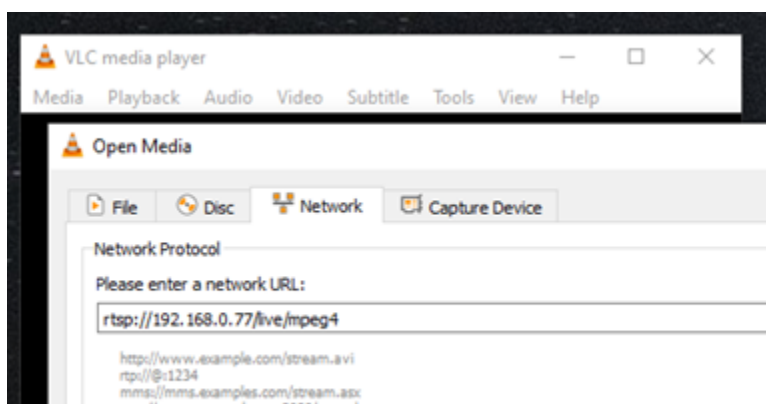 VLC media player
Media Playback Audio Video Subtitle Tools View Help
Open Media
File Disc Network Capture Device
Network Protocol
Please enter a network URL:
rtsp://192.168.0.77/live/mpeg4
http://www.example.com/stream.avi
rtp://@:1234
mms://mms.examples.com/stream.asx